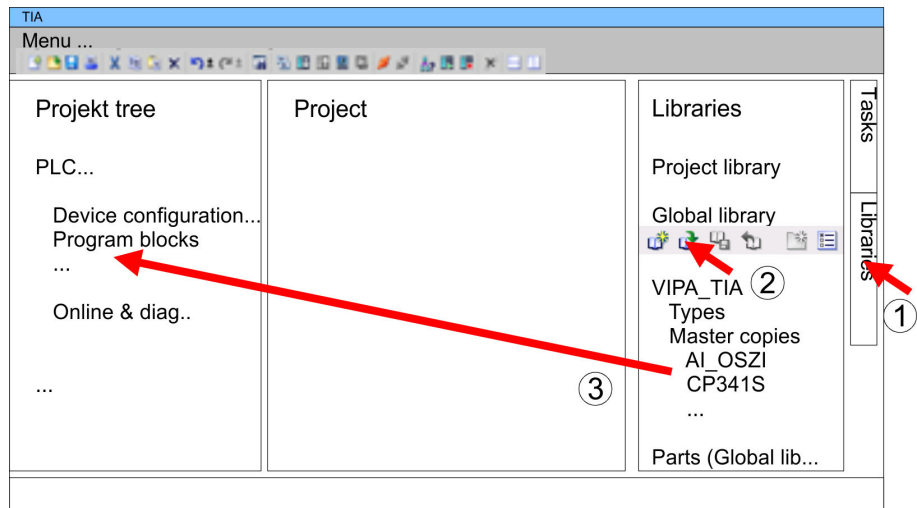 TIA
Menu ...
Projekt tree
PLC...
Device configuration...
Program blocks
...
Online & diag..
...
Project
Libraries
Project library
Global library
VIPA_TIA
Types
Master copies
AI_OSZI
CP341S
...
Parts (Global lib...
Tasks
Libraries
1
2
3